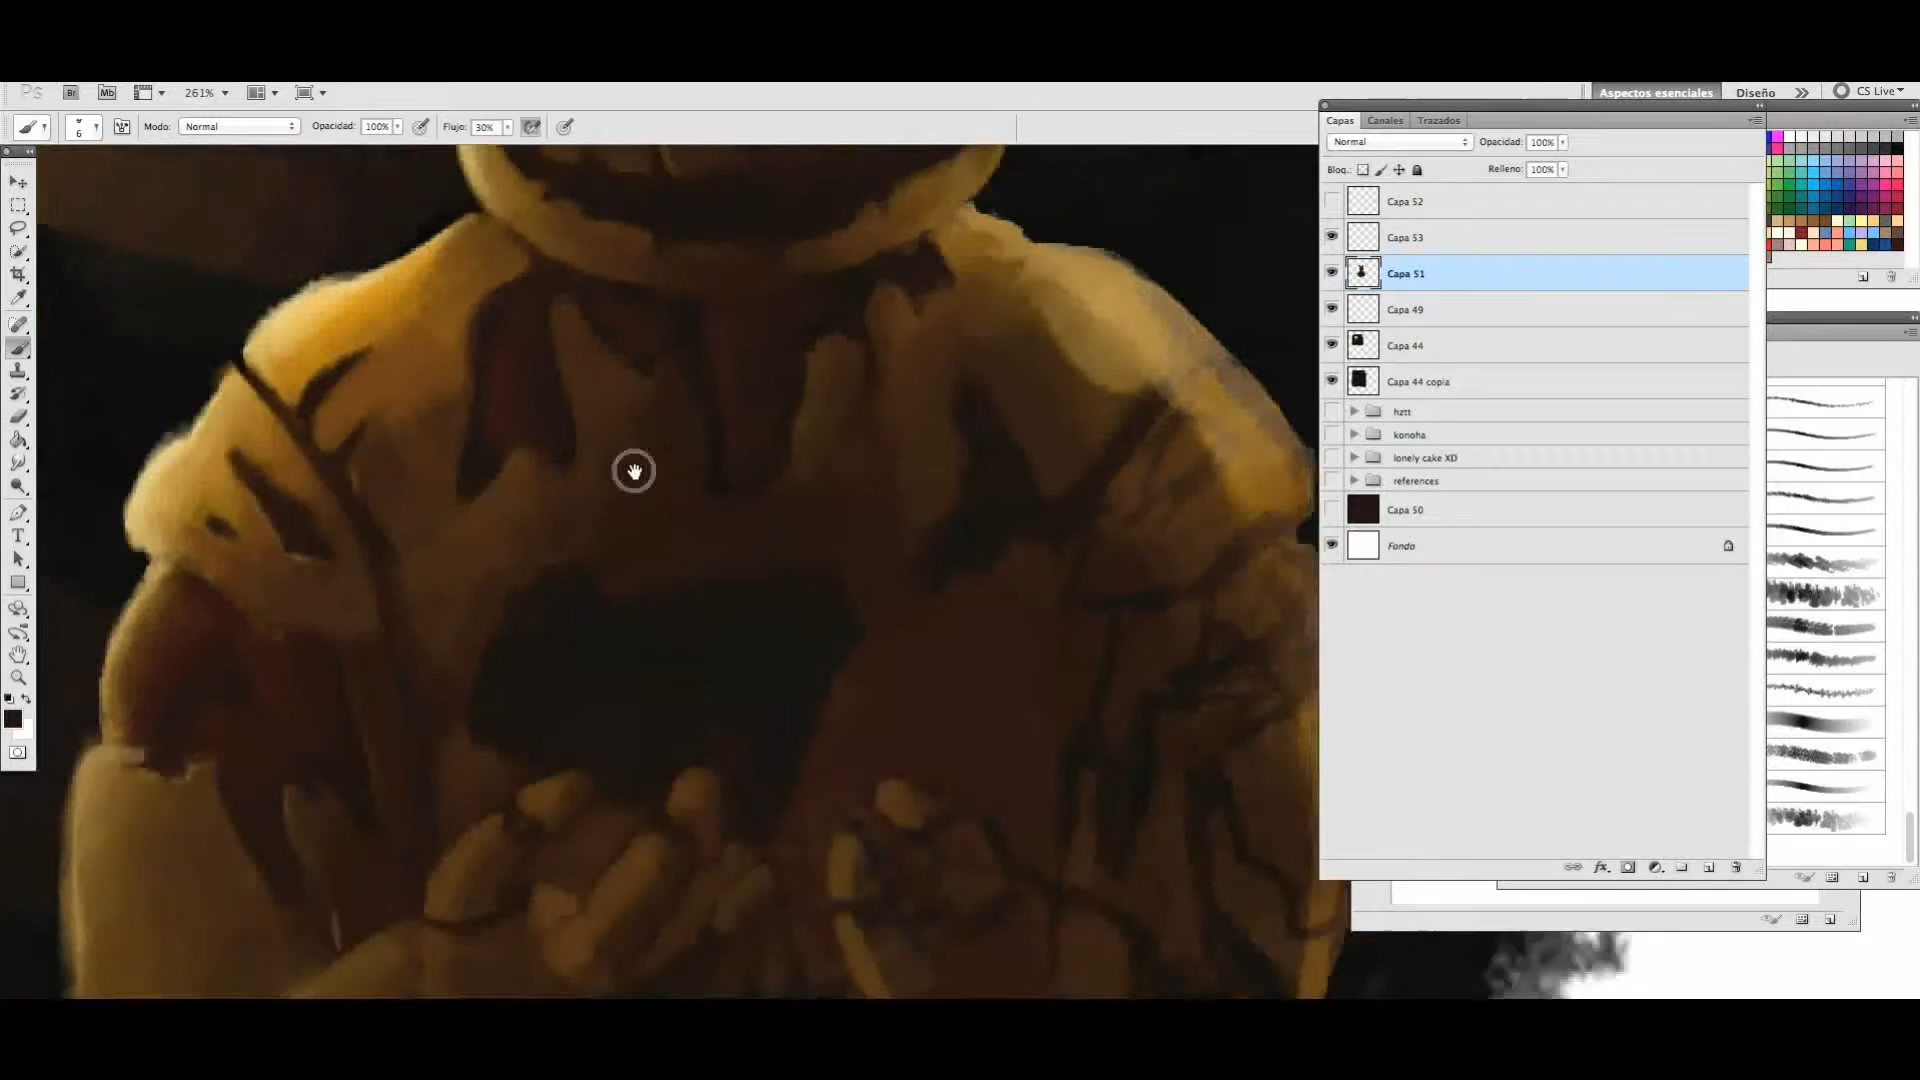 Ps
Br
Mb
261%
Aspectos esenciales
Diseño
CS Live
6
Modo:
Normal
Opacidad:
100%
Flujo:
30%
Capas
Canales
Trazados
Normal
Opacidad:
100%
Bloq.:
Relleno:
100%
Capa 52
Capa 53
Capa 51
Capa 49
Capa 44
Capa 44 copia
hztt
konoha
lonely cake XD
references
Capa 50
Fondo